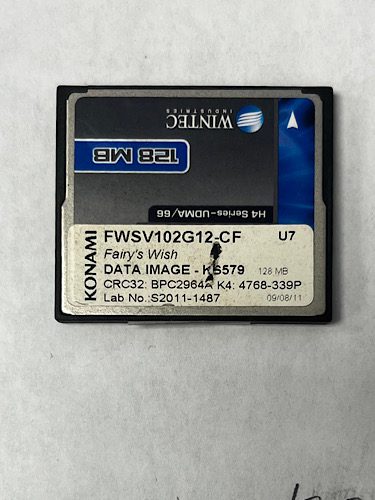 WINTEC
INDUSTRIES
128 MB
H4 Series-UDMA/66
KONAMI
FWSV102G12-CF U7
Fairy's Wish
DATA IMAGE - KS579 128 MB
CRC32: BPC2964A K4: 4768-339P
Lab No.:S2011-1487 09/08/11